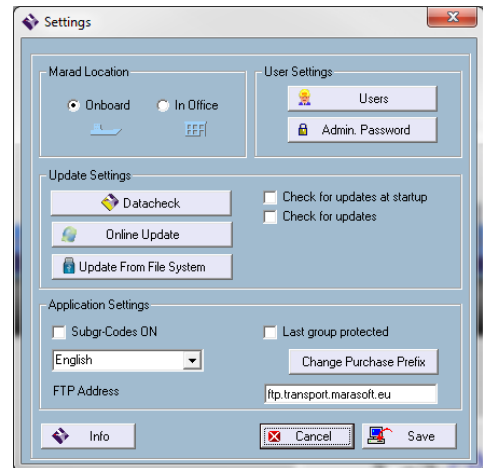 Settings
Marad Location
Onboard
In Office
User Settings
Users
Admin. Password
Update Settings
Datacheck
Online Update
Update From File System
Check for updates at startup
Check for updates
Application Settings
Subgr-Codes ON
Last group protected
English
Change Purchase Prefix
FTP Address
ftp.transport.marasoft.eu
Info
Cancel
Save